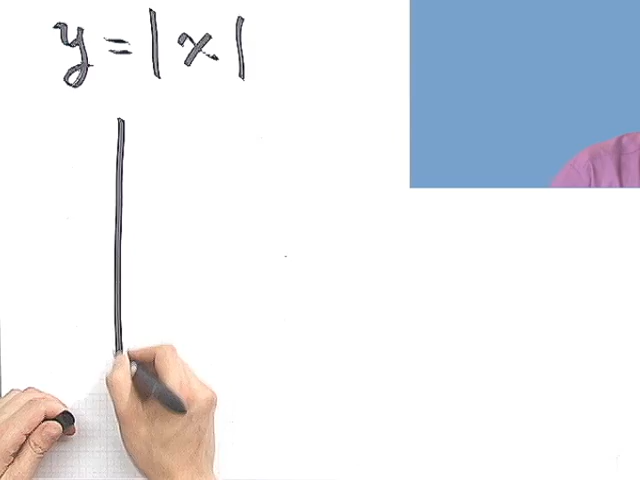 y = |x|